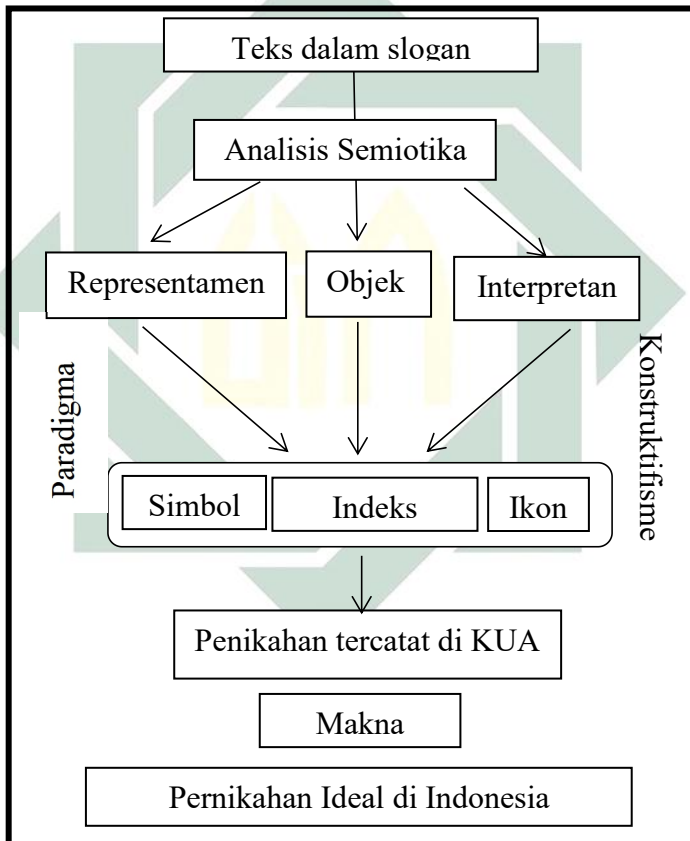 Teks dalam slogan
Analisis Semiotika
Representamen
Objek
Interpretan
Paradigma
Konstruktifisme
Simbol
Indeks
Ikon
Penikahan tercatat di KUA
Makna
Pernikahan Ideal di Indonesia